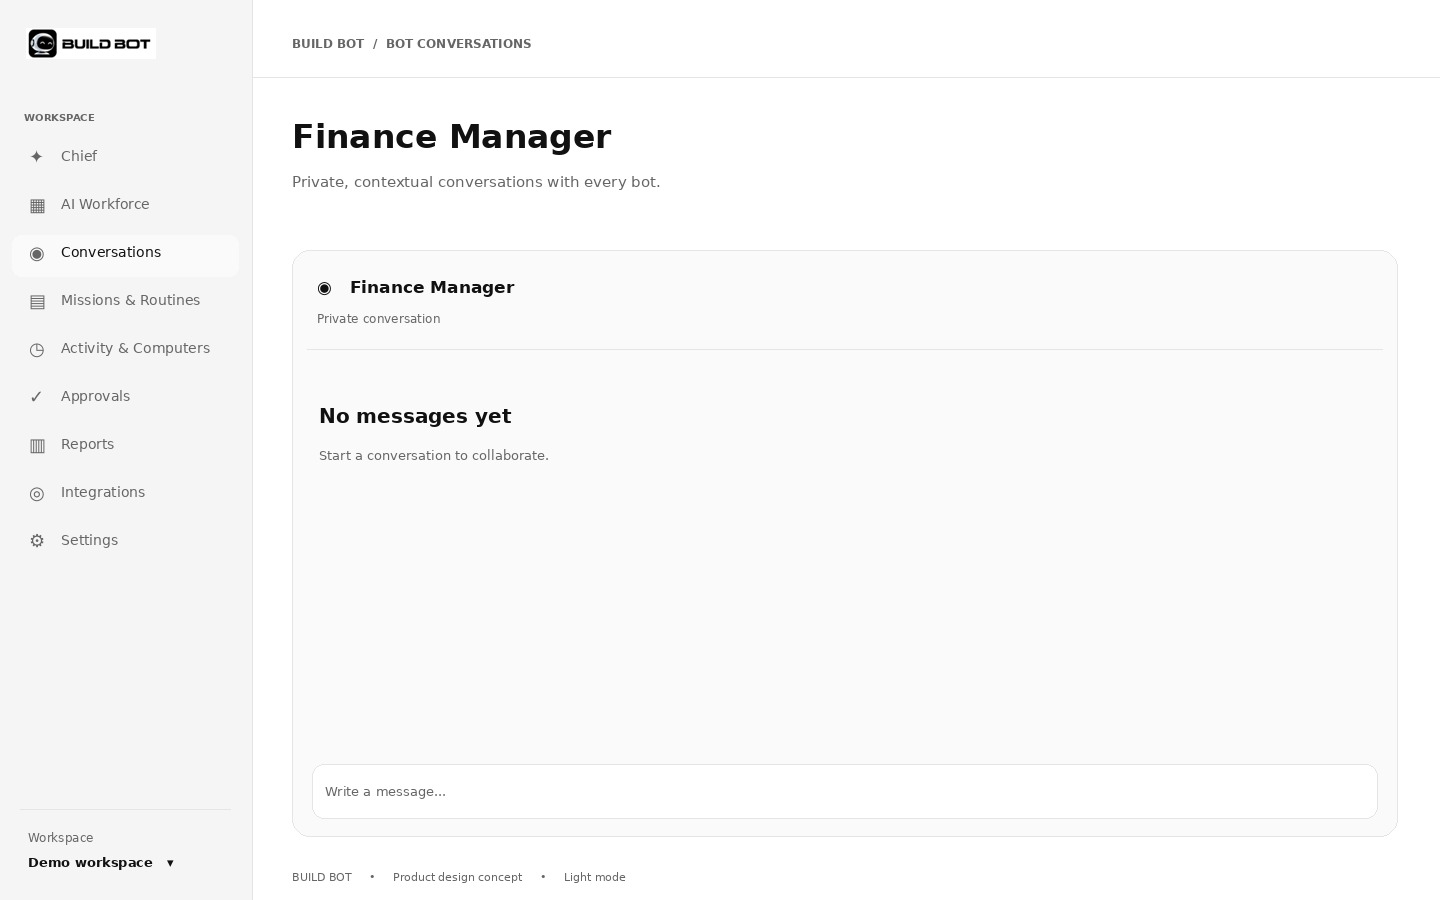 BUILD BOT
WORKSPACE
Chief
AI Workforce
Conversations
Missions & Routines
Activity & Computers
Approvals
Reports
Integrations
Settings
Workspace
Demo workspace ▾
BUILD BOT / BOT CONVERSATIONS
Finance Manager
Private, contextual conversations with every bot.
Finance Manager
Private conversation
No messages yet
Start a conversation to collaborate.
Write a message...
BUILD BOT • Product design concept • Light mode